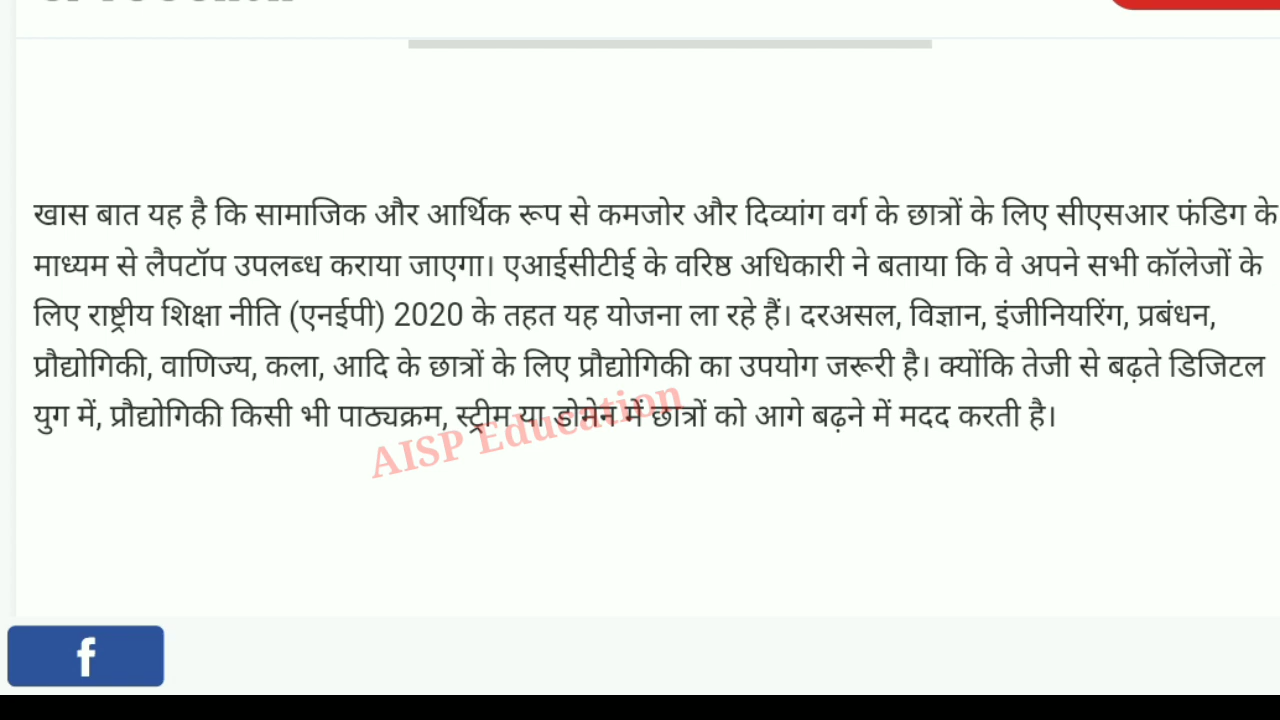 खास बात यह है कि सामाजिक और आर्थिक रूप से कमजोर और दिव्यांग वर्ग के छात्रों के लिए सीएसआर फंडिग के
माध्यम से लैपटॉप उपलब्ध कराया जाएगा। एआईसीटीई के वरिष्ठ अधिकारी ने बताया कि वे अपने सभी कॉलेजों के
लिए राष्ट्रीय शिक्षा नीति (एनईपी) 2020 के तहत यह योजना ला रहे हैं। दरअसल, विज्ञान, इंजीनियरिंग, प्रबंधन,
प्रौद्योगिकी, वाणिज्य, कला, आदि के छात्रों के लिए प्रौद्योगिकी का उपयोग जरूरी है। क्योंकि तेजी से बढ़ते डिजिटल
युग में, प्रौद्योगिकी किसी भी पाठ्यक्रम, स्ट्रीम या डोमेन में छात्रों को आगे बढ़ने में मदद करती है।
AISP Education
f